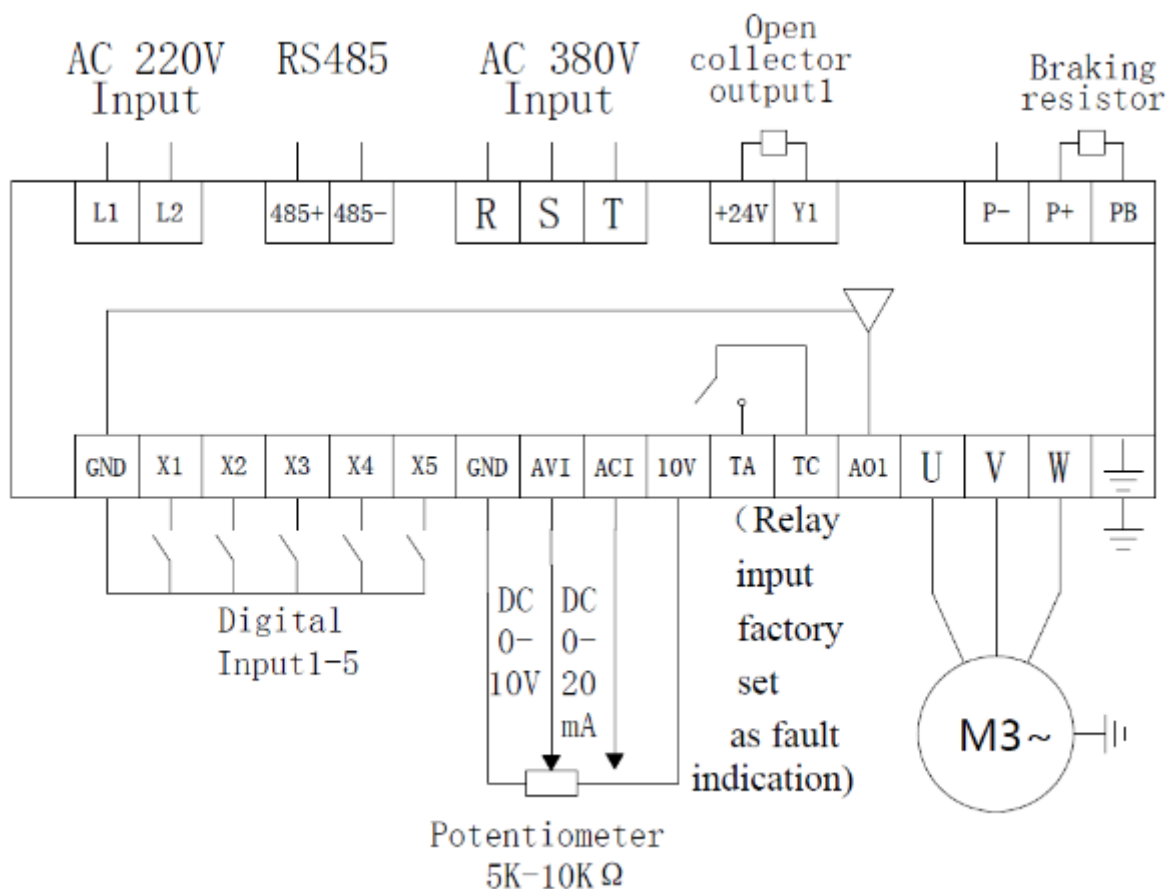 AC 220V
Input
RS485
AC 380V
Input
Open
collector
output1
Braking
resistor
L1 L2 485+ 485- R S T +24V Y1 P- P+ PB
GND X1 X2 X3 X4 X5 GND AVI ACI 10V TA TC AO1 U V W
Digital
Input1-5
DC
0-
10V
DC
0-
20
mA
(Relay
input
factory
set
as fault
indication)
M3~
Potentiometer
5K-10KΩ